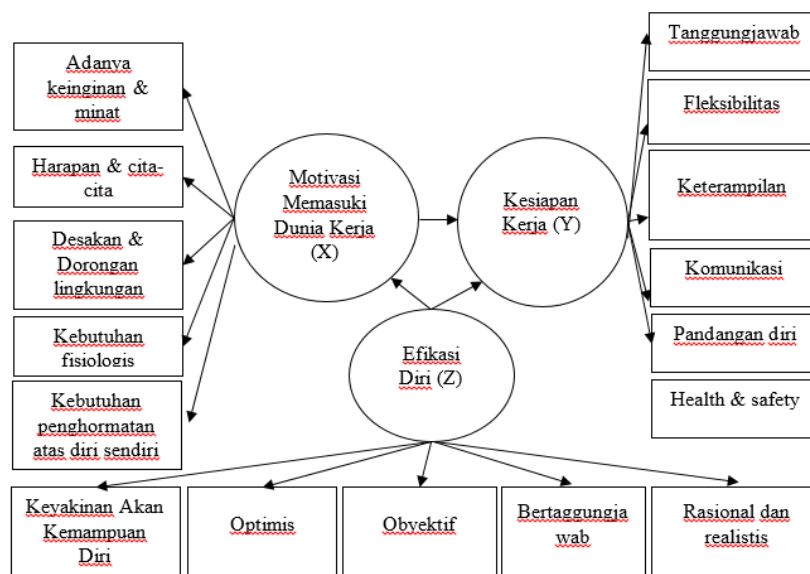 Adanya
keinginan &
minat
Harapan & cita-
cita
Desakan &
Dorongan
lingkungan
Kebutuhan
fisiologis
Kebutuhan
penghormatan
atas diri sendiri
Motivasi
Memasuki
Dunia Kerja
(X)
Kesiapan
Kerja (Y)
Efikasi
Diri (Z)
Tanggungjawab
Fleksibilitas
Keterampilan
Komunikasi
Pandangan diri
Health & safety
Keyakinan Akan
Kemampuan
Diri
Optimis
Obyektif
Bertaggungja
wab
Rasional dan
realistis